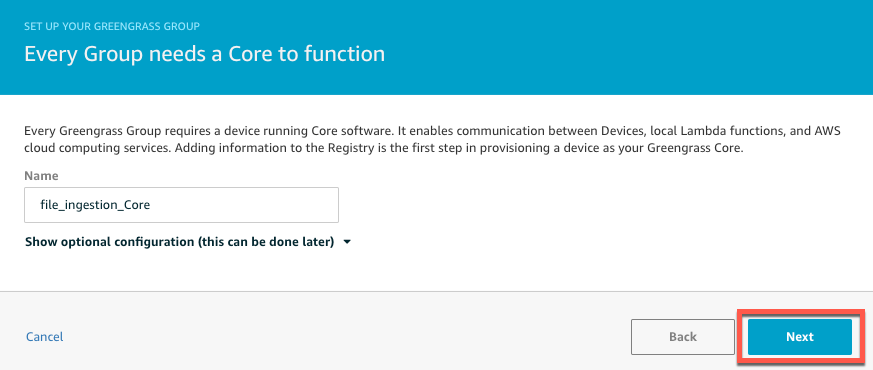 SET UP YOUR GREENGRASS GROUP
Every Group needs a Core to function
Every Greengrass Group requires a device running Core software. It enables communication between Devices, local Lambda functions, and AWS
cloud computing services. Adding information to the Registry is the first step in provisioning a device as your Greengrass Core.
Name
file_ingestion_Core
Show optional configuration (this can be done later)
Cancel
Back
Next